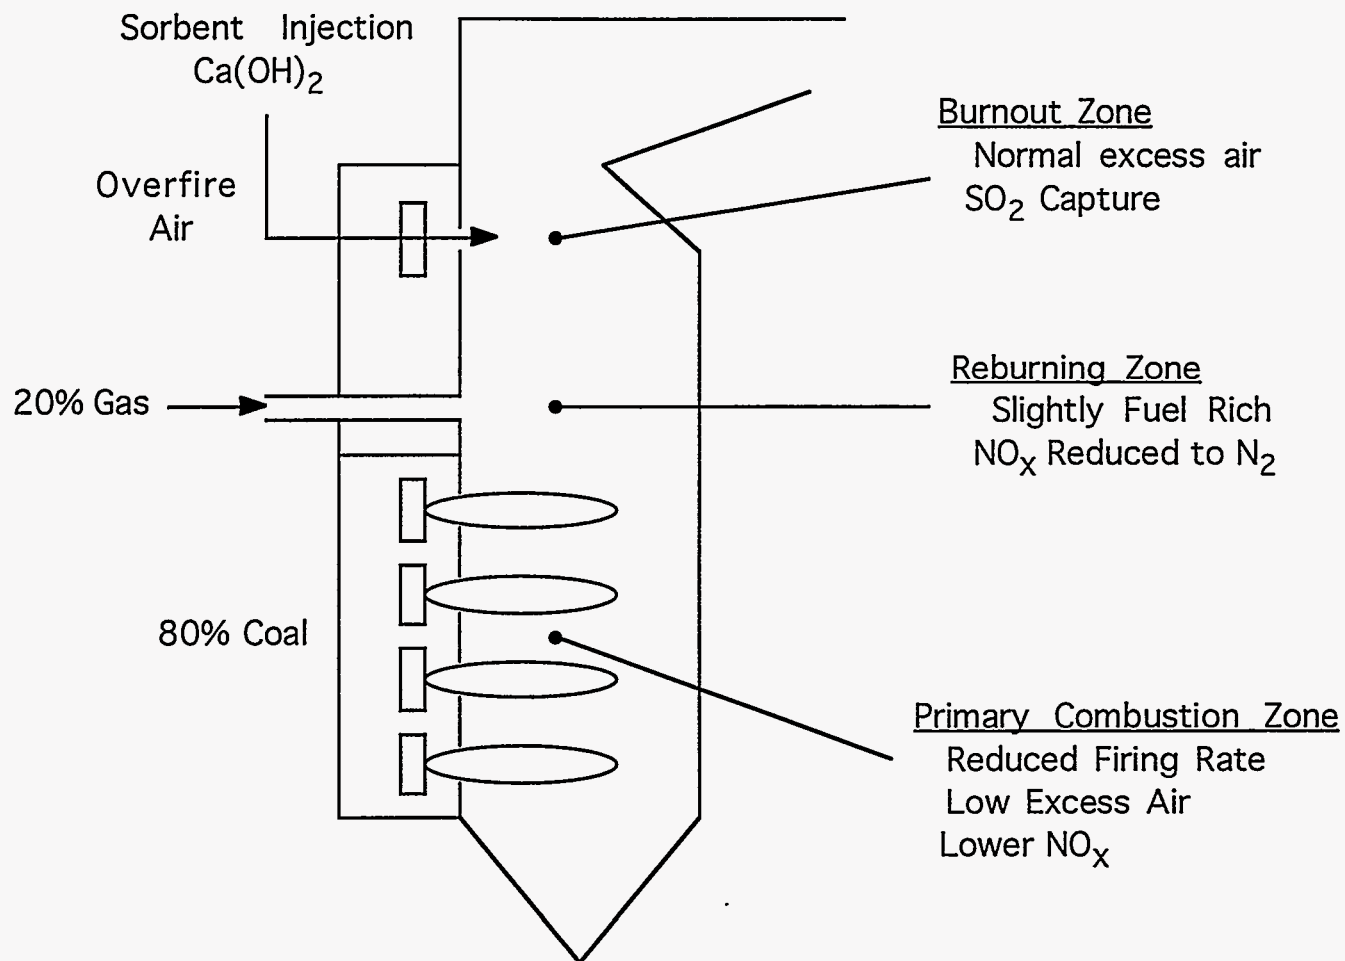 Sorbent Injection
Ca(OH)2
Overfire
Air
20% Gas
80% Coal
Burnout Zone
Normal excess air
SO2 Capture
Reburning Zone
Slightly Fuel Rich
NOx Reduced to N2
Primary Combustion Zone
Reduced Firing Rate
Low Excess Air
Lower NOx